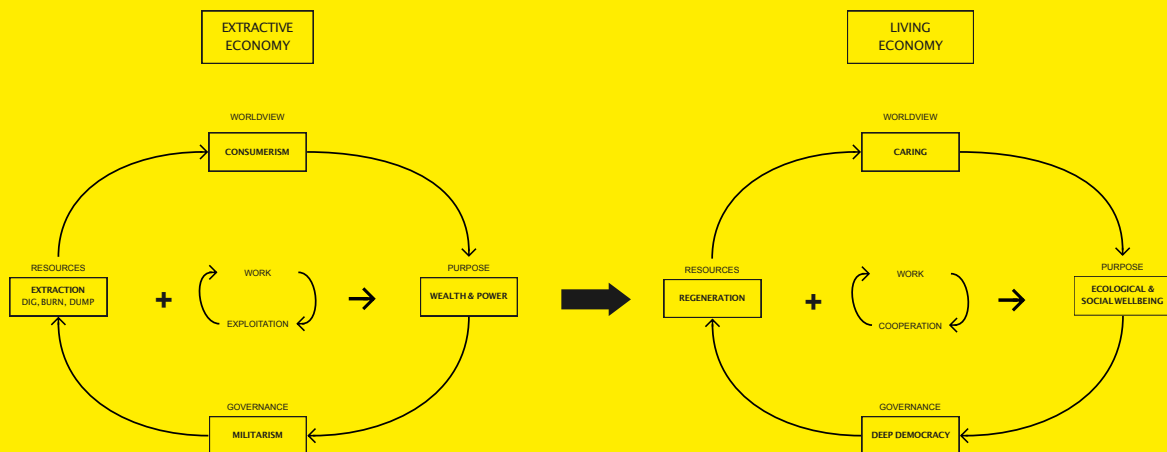 EXTRACTIVE
ECONOMY
WORLDVIEW
CONSUMERISM
RESOURCES
EXTRACTION
DIG, BURN, DUMP
+
WORK
EXPLOITATION
PURPOSE
WEALTH & POWER
GOVERNANCE
MILITARISM
LIVING
ECONOMY
WORLDVIEW
CARING
RESOURCES
REGENERATION
+
WORK
COOPERATION
PURPOSE
ECOLOGICAL &
SOCIAL WELLBEING
GOVERNANCE
DEEP DEMOCRACY